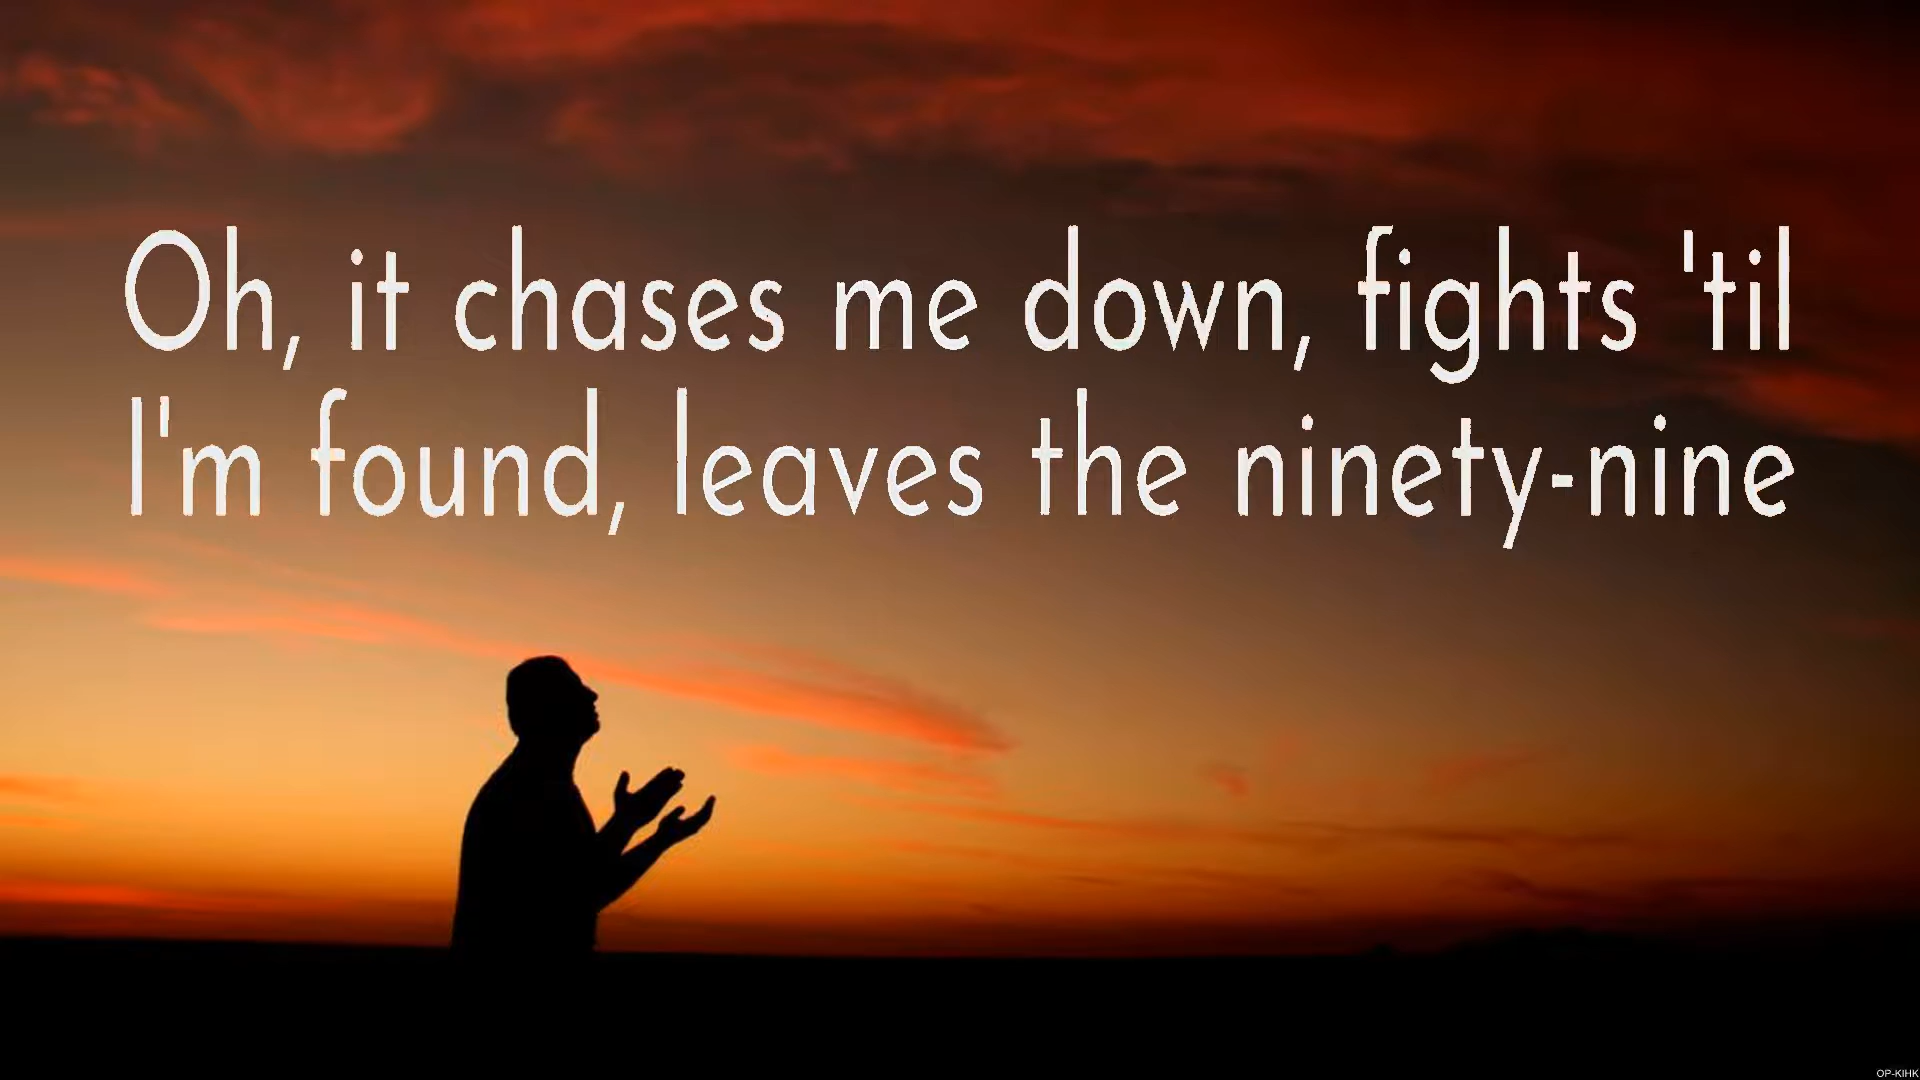 Oh, it chases me down, fights 'til
I'm found, leaves the ninety-nine
OP-KIHK